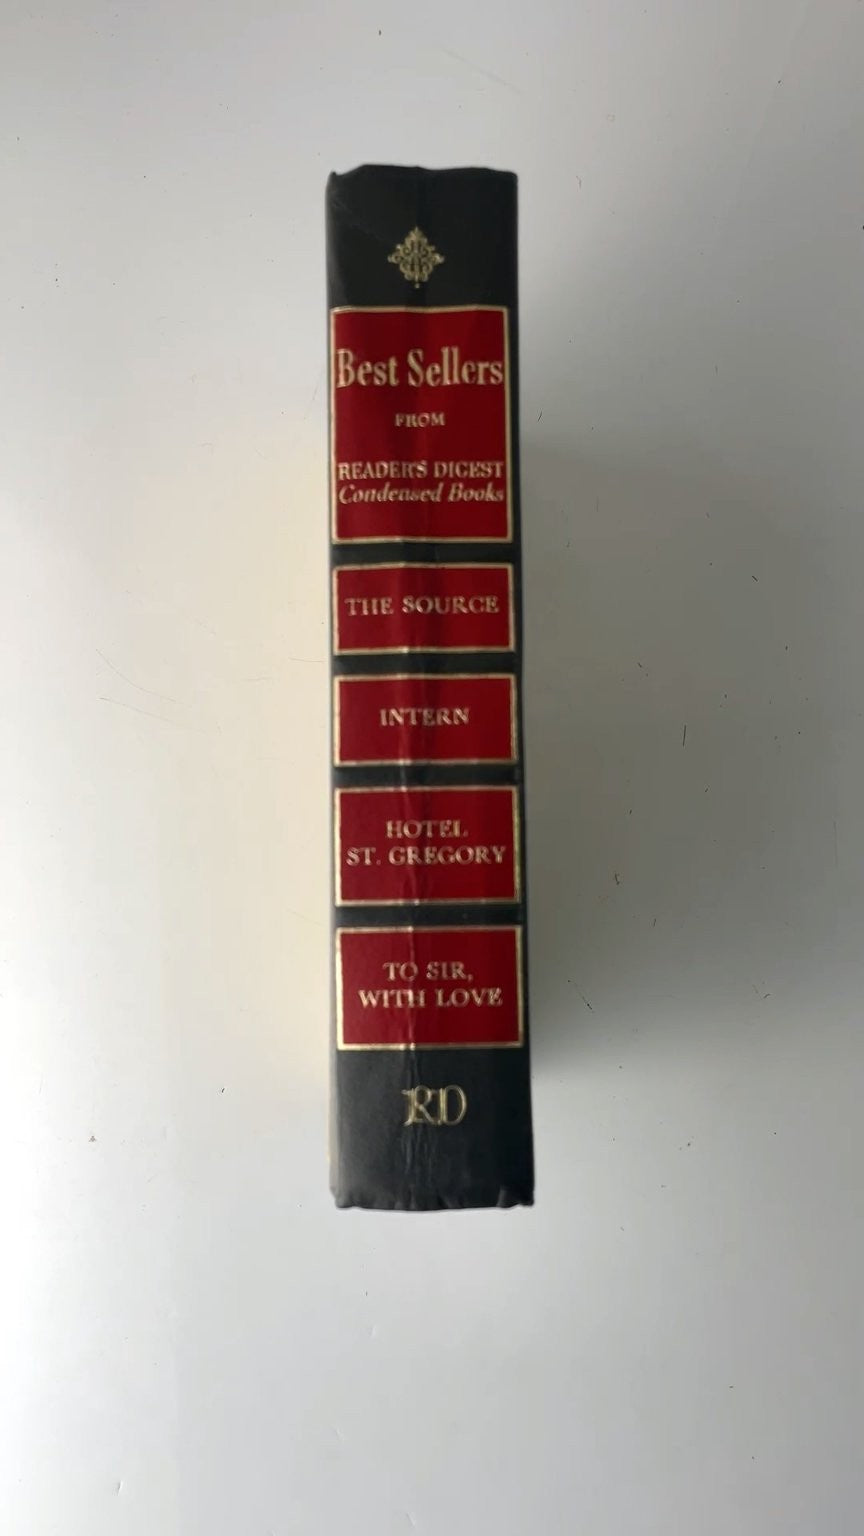 Best Sellers
FROM
READER'S DIGEST
Condensed Books
THE SOURCE
INTERN
HOTEL
ST. GREGORY
TO SIR,
WITH LOVE
RD